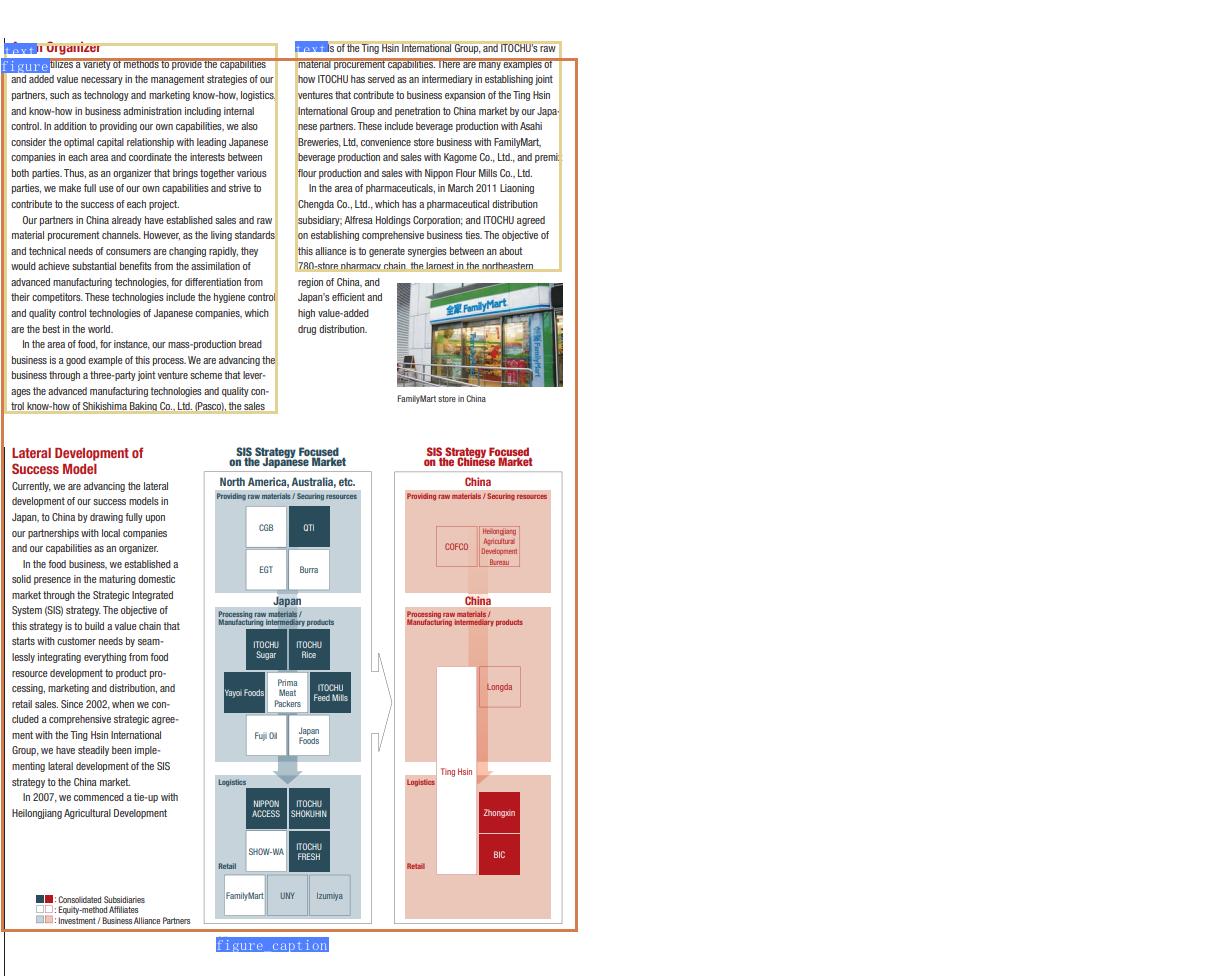 text
n Organizer
figure
tilizes a variety of methods to provide the capabilities
and added value necessary in the management strategies of our
partners, such as technology and marketing know-how, logistics,
and know-how in business administration including internal
control. In addition to providing our own capabilities, we also
consider the optimal capital relationship with leading Japanese
companies in each area and coordinate the interests between
both parties. Thus, as an organizer that brings together various
parties, we make full use of our own capabilities and strive to
contribute to the success of each project.
Our partners in China already have established sales and raw
material procurement channels. However, as the living standards
and technical needs of consumers are changing rapidly, they
would achieve substantial benefits from the assimilation of
advanced manufacturing technologies, for differentiation from
their competitors. These technologies include the hygiene control
and quality control technologies of Japanese companies, which
are the best in the world.
In the area of food, for instance, our mass-production bread
business is a good example of this process. We are advancing the
business through a three-party joint venture scheme that lever-
ages the advanced manufacturing technologies and quality con-
trol know-how of Shikishima Baking Co., Ltd. (Pasco), the sales
text
s of the Ting Hsin International Group, and ITOCHU's raw
material procurement capabilities. There are many examples of
how ITOCHU has served as an intermediary in establishing joint
ventures that contribute to business expansion of the Ting Hsin
International Group and penetration to China market by our Japa-
nese partners. These include beverage production with Asahi
Breweries, Ltd, convenience store business with FamilyMart,
beverage production and sales with Kagome Co., Ltd., and premix
flour production and sales with Nippon Flour Mills Co., Ltd.
In the area of pharmaceuticals, in March 2011 Liaoning
Chengda Co., Ltd., which has a pharmaceutical distribution
subsidiary; Alfresa Holdings Corporation; and ITOCHU agreed
on establishing comprehensive business ties. The objective of
this alliance is to generate synergies between an about
780-store pharmacy chain, the largest in the northeastern
region of China, and
Japan's efficient and
high value-added
drug distribution.
全家 FamilyMart
FamilyMart
FamilyMart store in China
Lateral Development of
Success Model
Currently, we are advancing the lateral
development of our success models in
Japan, to China by drawing fully upon
our partnerships with local companies
and our capabilities as an organizer.
In the food business, we established a
solid presence in the maturing domestic
market through the Strategic Integrated
System (SIS) strategy. The objective of
this strategy is to build a value chain that
starts with customer needs by seam-
lessly integrating everything from food
resource development to product pro-
cessing, marketing and distribution, and
retail sales. Since 2002, when we con-
cluded a comprehensive strategic agree-
ment with the Ting Hsin International
Group, we have steadily been imple-
menting lateral development of the SIS
strategy to the China market.
In 2007, we commenced a tie-up with
Heilongjiang Agricultural Development
: Consolidated Subsidiaries
: Equity-method Affiliates
: Investment / Business Alliance Partners
SIS Strategy Focused
on the Japanese Market
North America, Australia, etc.
Providing raw materials / Securing resources
CGB
QTI
EGT
Burra
Japan
Processing raw materials /
Manufacturing intermediary products
ITOCHU
Sugar
ITOCHU
Rice
Yayoi Foods
Prima
Meat
Packers
ITOCHU
Feed Mills
Fuji Oil
Japan
Foods
Logistics
NIPPON
ACCESS
ITOCHU
SHOKUHIN
SHOW-WA
ITOCHU
FRESH
Retail
FamilyMart
UNY
Izumiya
SIS Strategy Focused
on the Chinese Market
China
Providing raw materials / Securing resources
COFCO
Heilongjiang
Agricultural
Development
Bureau
China
Processing raw materials /
Manufacturing intermediary products
Longda
Ting Hsin
Logistics
Zhongxin
BIC
Retail
figure_caption